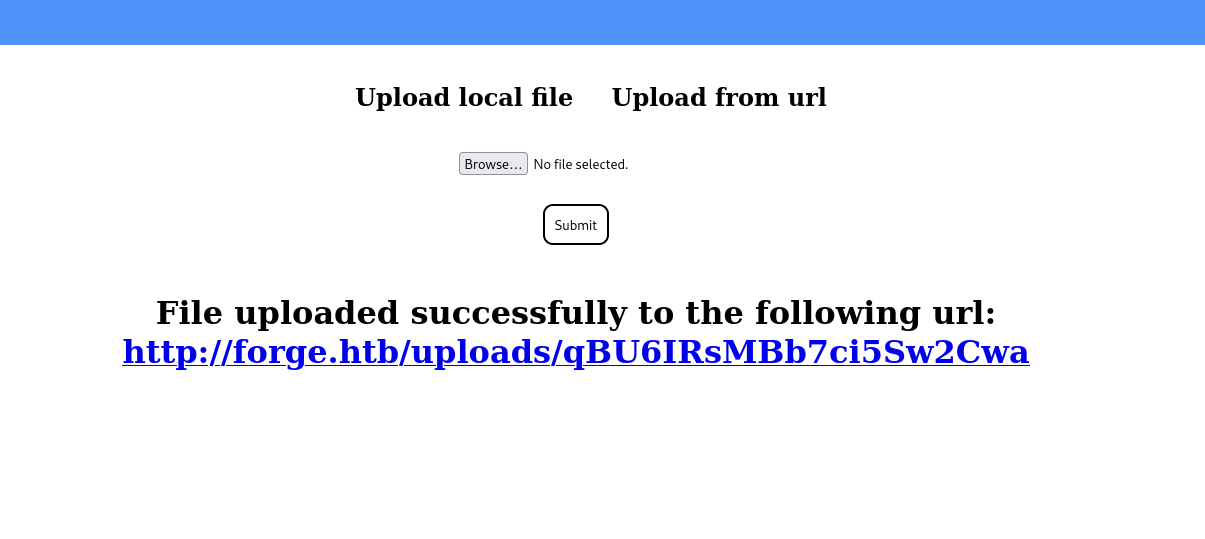 Upload local file Upload from url
Browse... No file selected.
Submit
File uploaded successfully to the following url:
http://forge.htb/uploads/qBU6IRsMBb7ci5Sw2Cwa